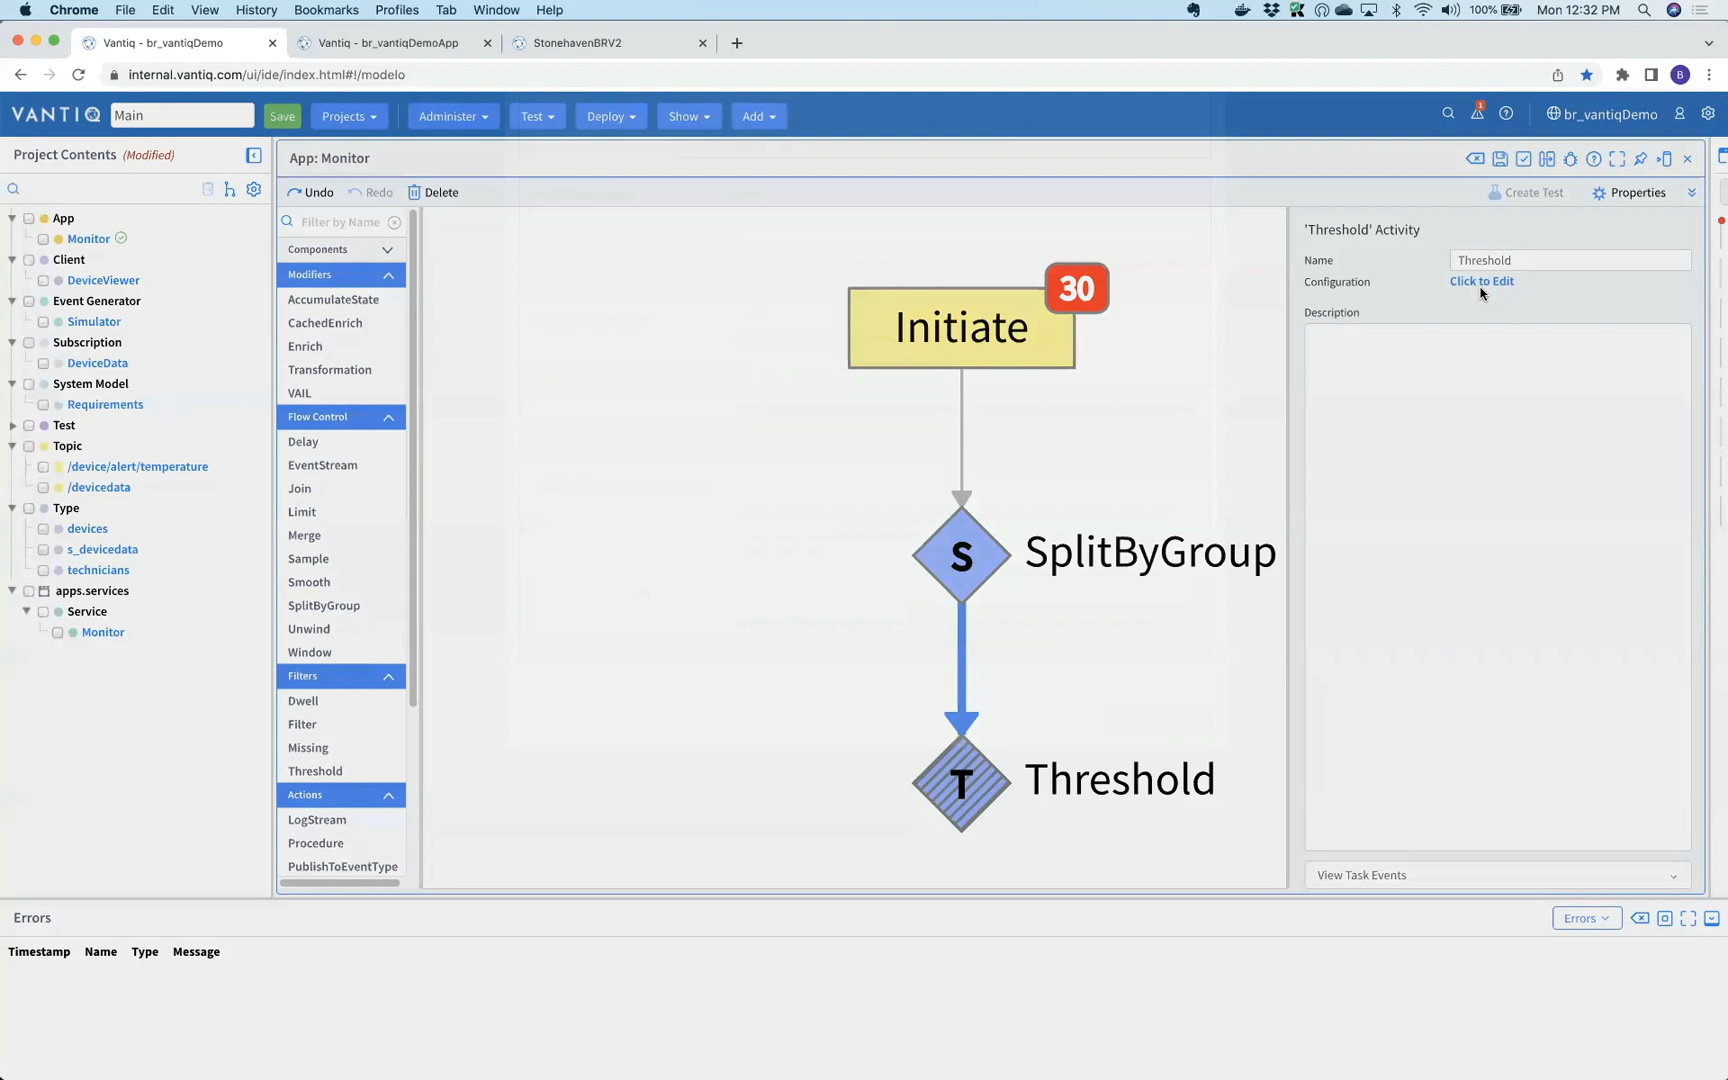 Chrome File Edit View History Bookmarks Profiles Tab Window Help 100% Mon 12:32 PM
Vantiq - br_vantiqDemo Vantiq - br_vantiqDemoApp StonehavenBRV2
internal.vantiq.com/ui/ide/index.html#!/modelo B
VANTIQ Main Save Projects Administer Test Deploy Show Add 1 br_vantiqDemo
Project Contents (Modified)
App: Monitor
Undo Redo Delete Create Test Properties
App
Monitor
Client
DeviceViewer
Event Generator
Simulator
Subscription
DeviceData
System Model
Requirements
Test
Topic
/device/alert/temperature
/devicedata
Type
devices
s_devicedata
technicians
apps.services
Service
Monitor
Filter by Name
Components
Modifiers
AccumulateState
CachedEnrich
Enrich
Transformation
VAIL
Flow Control
Delay
EventStream
Join
Limit
Merge
Sample
Smooth
SplitByGroup
Unwind
Window
Filters
Dwell
Filter
Missing
Threshold
Actions
LogStream
Procedure
PublishToEventType
30
Initiate
S SplitByGroup
T Threshold
'Threshold' Activity
Name Threshold
Configuration Click to Edit
Description
View Task Events
Errors Errors
Timestamp Name Type Message